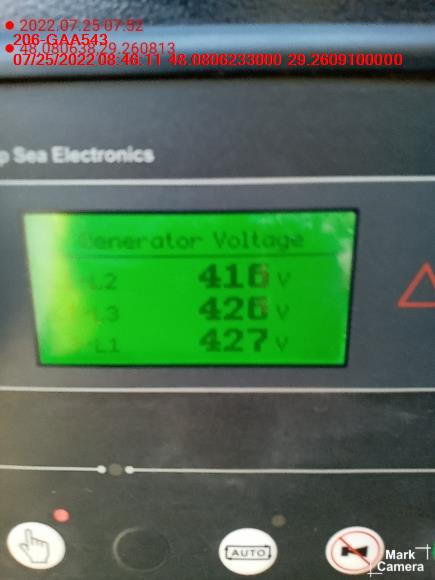 2022.07.25 07:52
206-GAA543
48.080638,29.260813
07/25/2022 08:46:11 48.0806233000 29.2609100000
p Sea Electronics
Generator Voltage
L2 416 V
L3 426 V
L1 427 V
AUTO
Mark
Camera